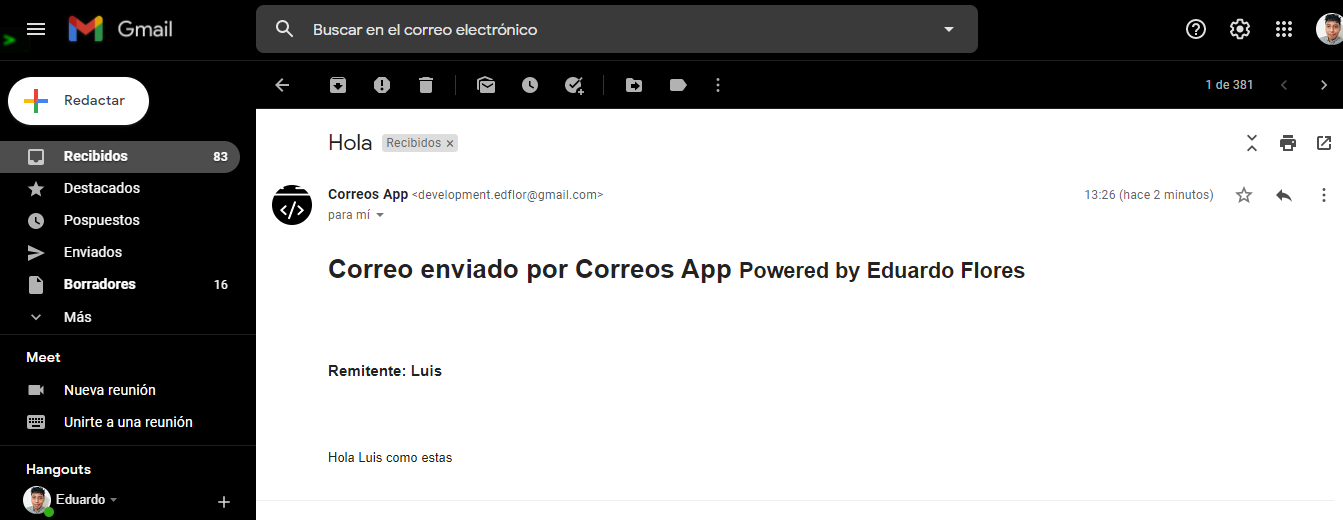 Gmail
Buscar en el correo electrónico
Redactar
1 de 381
Recibidos 83
Destacados
Pospuestos
Enviados
Borradores 16
Más
Meet
Nueva reunión
Unirte a una reunión
Hangouts
Eduardo
Hola Recibidos ×
Correos App <development.edflor@gmail.com> 13:26 (hace 2 minutos)
para mí
Correo enviado por Correos App Powered by Eduardo Flores
Remitente: Luis
Hola Luis como estas